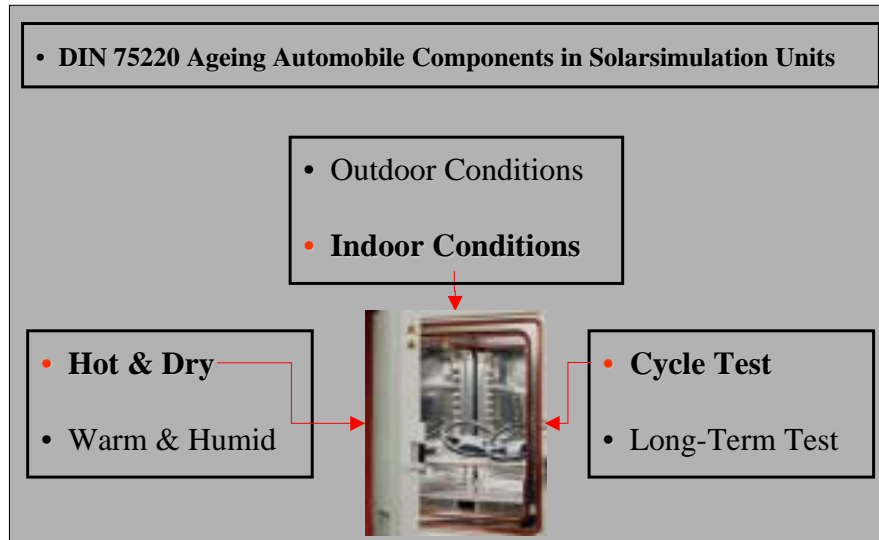 • DIN 75220 Ageing Automobile Components in Solarsimulation Units
• Outdoor Conditions
• Indoor Conditions
• Hot & Dry
• Warm & Humid
• Cycle Test
• Long-Term Test